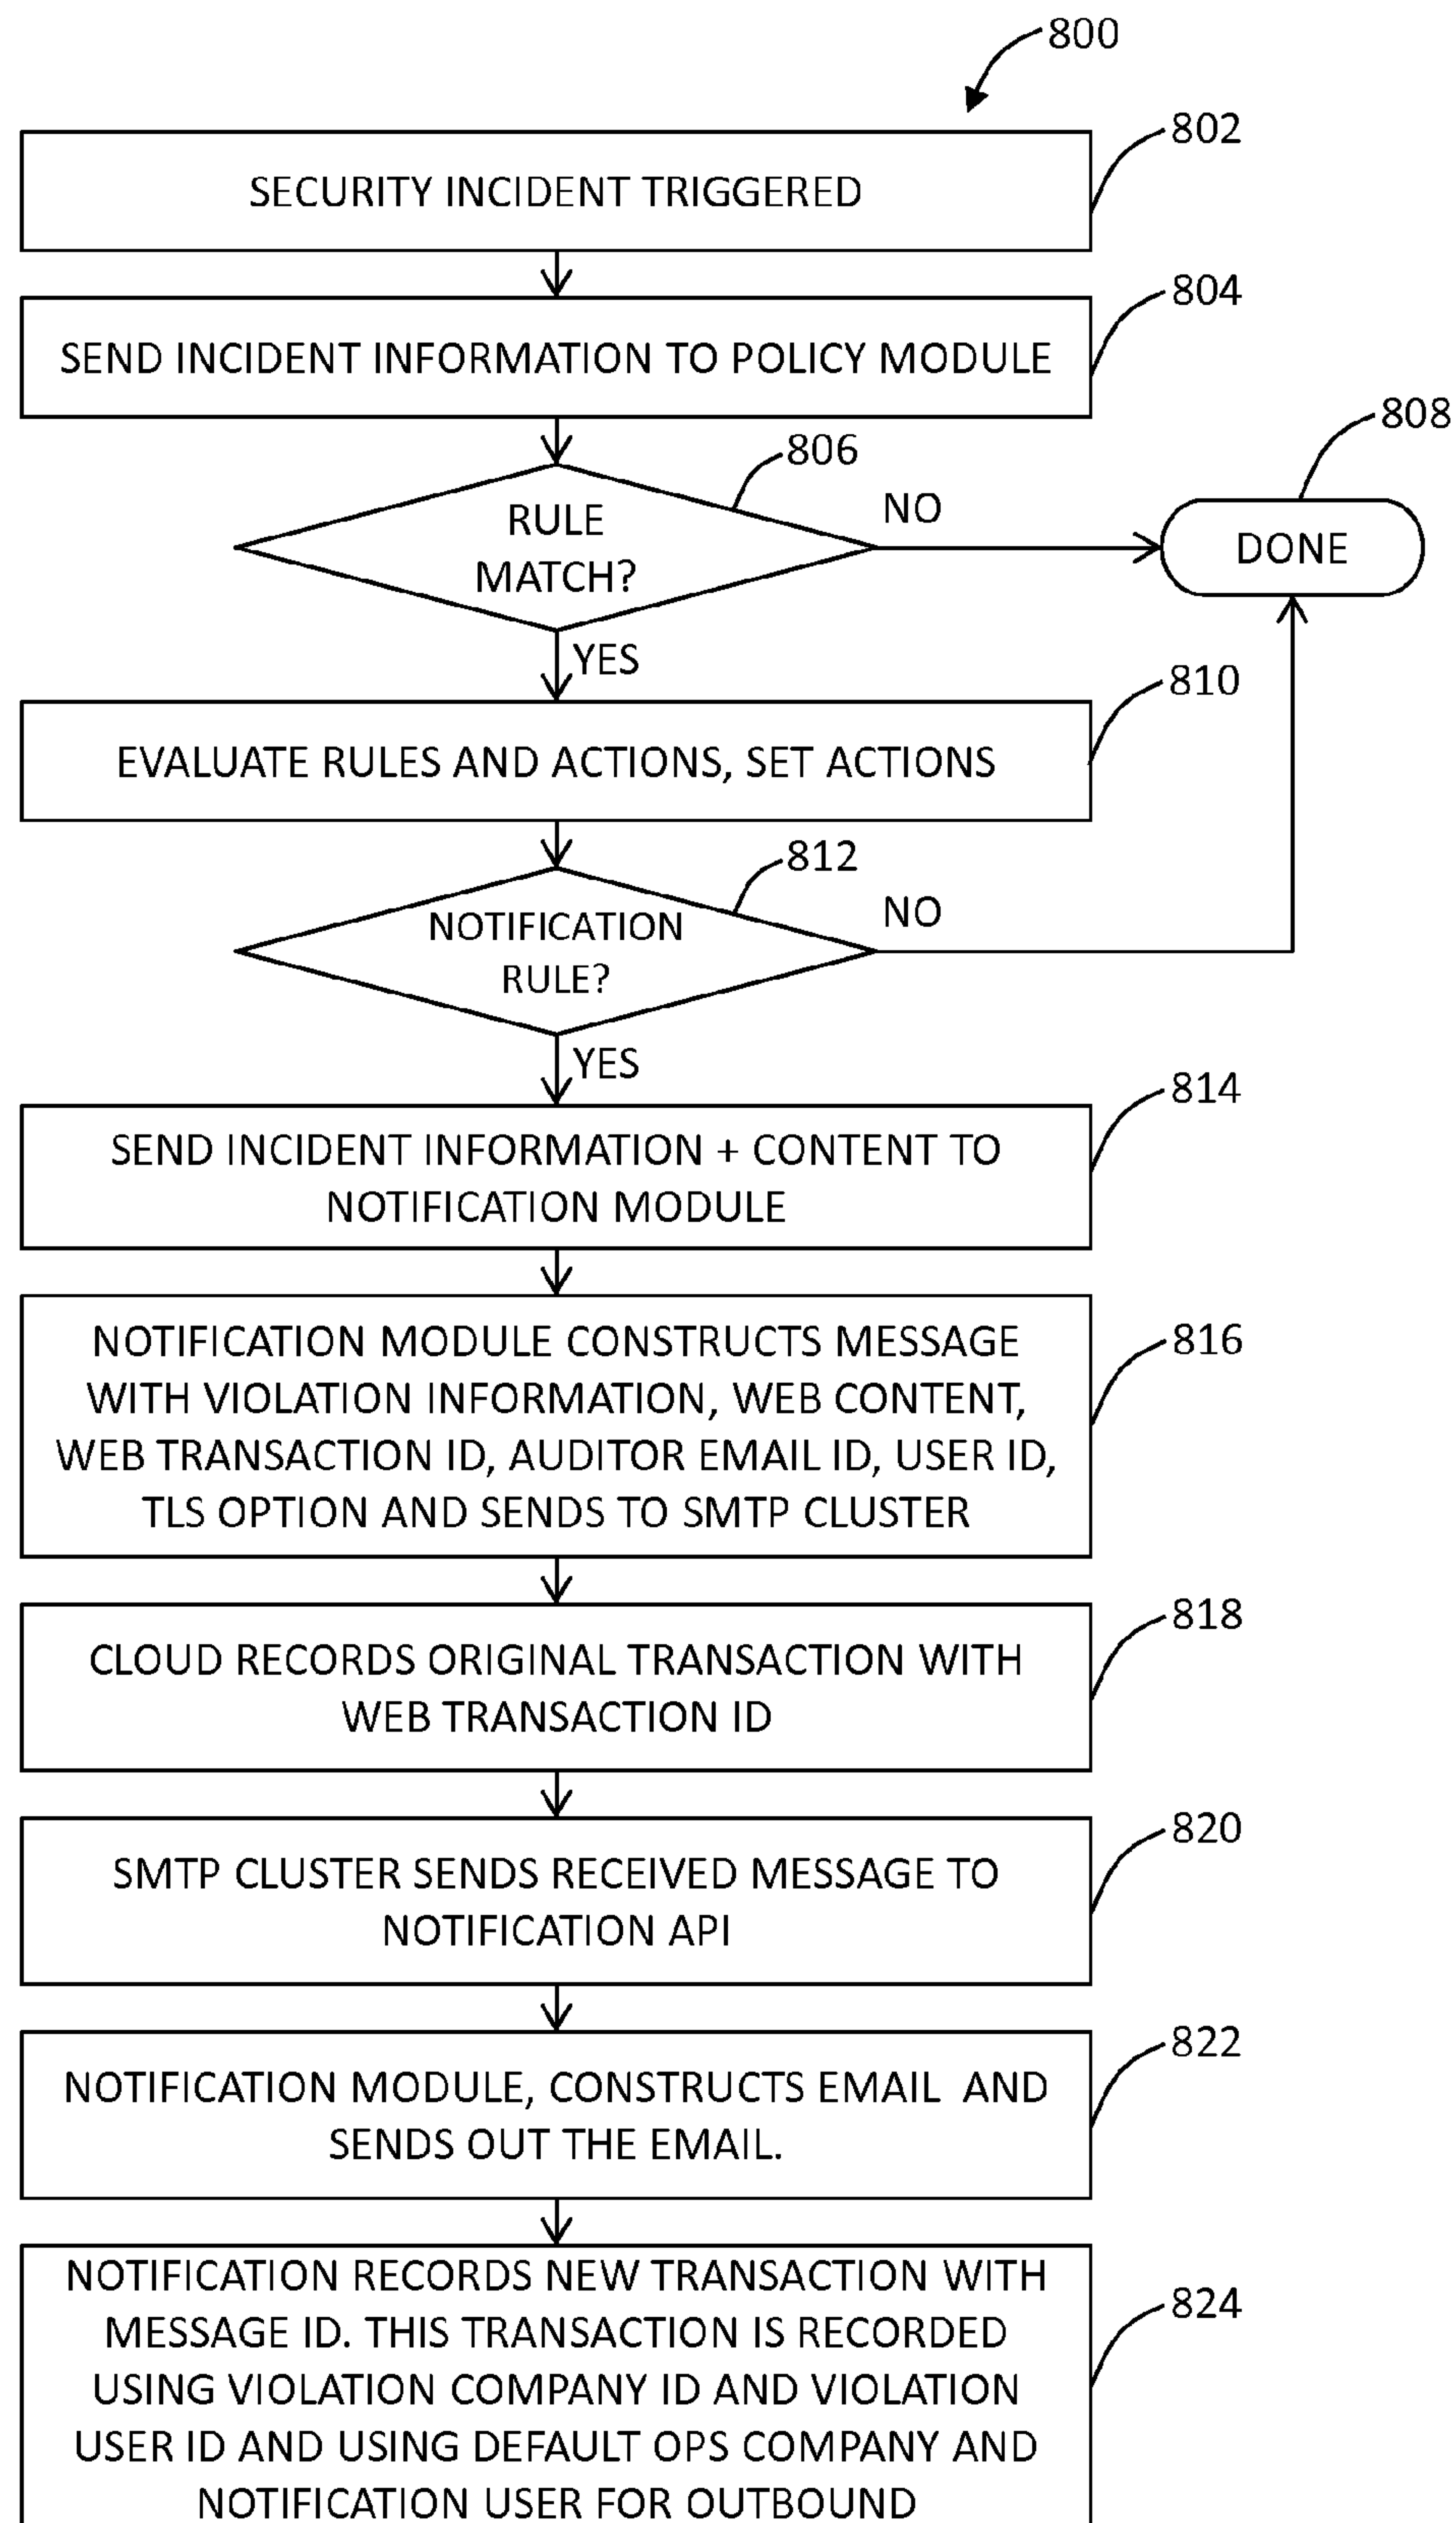 800
802
SECURITY INCIDENT TRIGGERED
804
SEND INCIDENT INFORMATION TO POLICY MODULE
808
806
RULE
MATCH?
NO
DONE
YES
810
EVALUATE RULES AND ACTIONS, SET ACTIONS
812
NOTIFICATION
RULE?
NO
YES
814
SEND INCIDENT INFORMATION + CONTENT TO
NOTIFICATION MODULE
816
NOTIFICATION MODULE CONSTRUCTS MESSAGE
WITH VIOLATION INFORMATION, WEB CONTENT,
WEB TRANSACTION ID, AUDITOR EMAIL ID, USER ID,
TLS OPTION AND SENDS TO SMTP CLUSTER
818
CLOUD RECORDS ORIGINAL TRANSACTION WITH
WEB TRANSACTION ID
820
SMTP CLUSTER SENDS RECEIVED MESSAGE TO
NOTIFICATION API
822
NOTIFICATION MODULE, CONSTRUCTS EMAIL AND
SENDS OUT THE EMAIL.
824
NOTIFICATION RECORDS NEW TRANSACTION WITH
MESSAGE ID. THIS TRANSACTION IS RECORDED
USING VIOLATION COMPANY ID AND VIOLATION
USER ID AND USING DEFAULT OPS COMPANY AND
NOTIFICATION USER FOR OUTBOUND